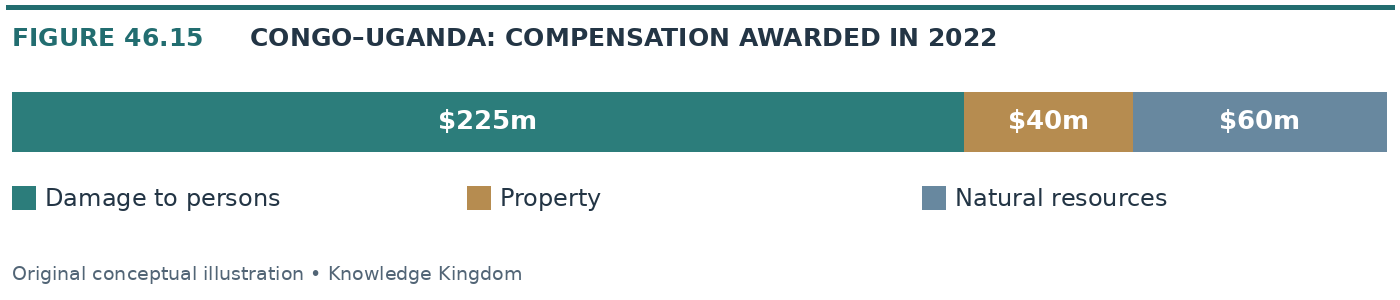 FIGURE 46.15 CONGO–UGANDA: COMPENSATION AWARDED IN 2022
$225m $40m $60m
Damage to persons Property Natural resources
Original conceptual illustration • Knowledge Kingdom